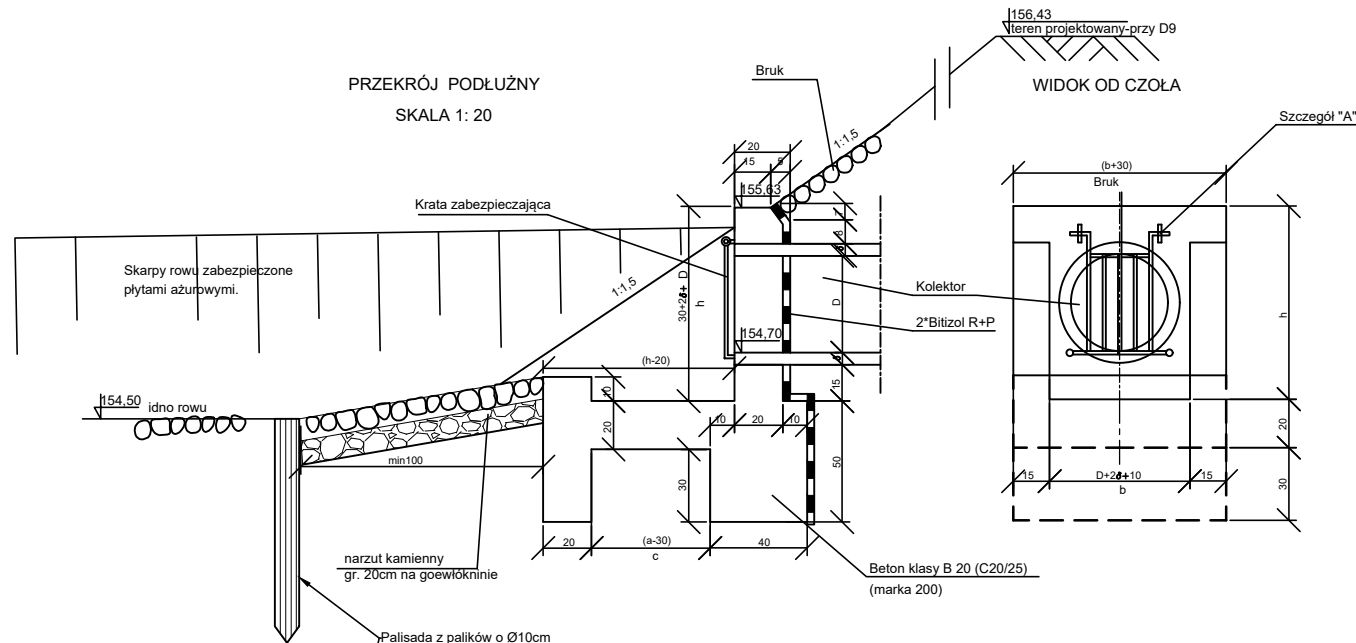 156,43
teren projektowany-przy D9
PRZEKRÓJ PODŁUŻNY
SKALA 1: 20
Bruk
WIDOK OD CZOŁA
Szczegół "A"
20
15
5
1:1,5
155,63
(b+30)
Bruk
Krata zabezpieczająca
Skarpy rowu zabezpieczone
płytami ażurowymi.
1:1,5
30+2δ+ D
h
D
Kolektor
2*Bitizol R+P
154,70
h
(h-20)
154,50
idno rowu
10
20
15
10
20
10
50
30
min100
20
(a-30)
c
40
15
D+2δ+10
b
15
20
30
narzut kamienny
gr. 20cm na goewłókninie
Beton klasy B 20 (C20/25)
(marka 200)
Palisada z palików o Ø10cm